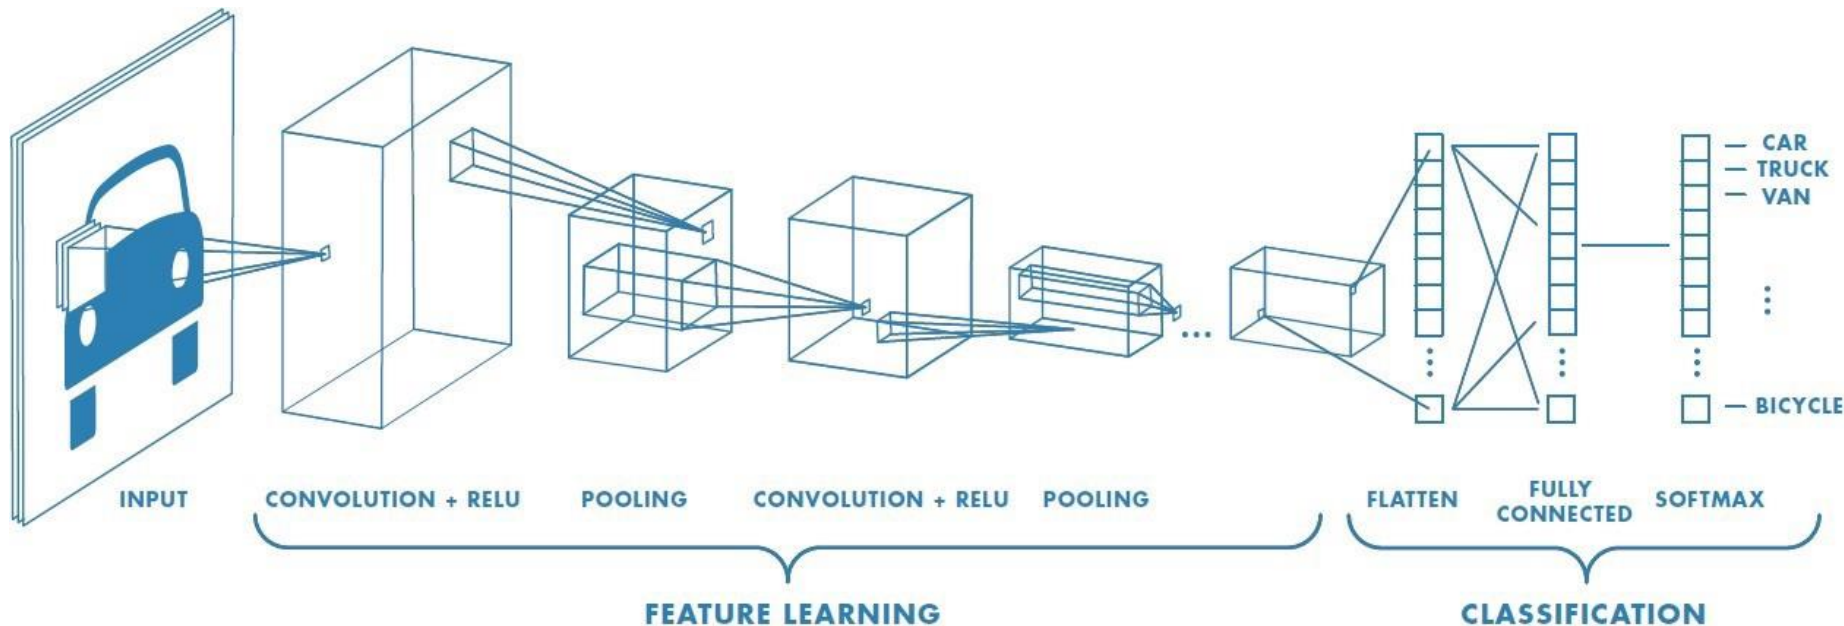 CAR
TRUCK
VAN
BICYCLE
INPUT
CONVOLUTION + RELU
POOLING
CONVOLUTION + RELU
POOLING
FLATTEN
FULLY
CONNECTED
SOFTMAX
FEATURE LEARNING
CLASSIFICATION